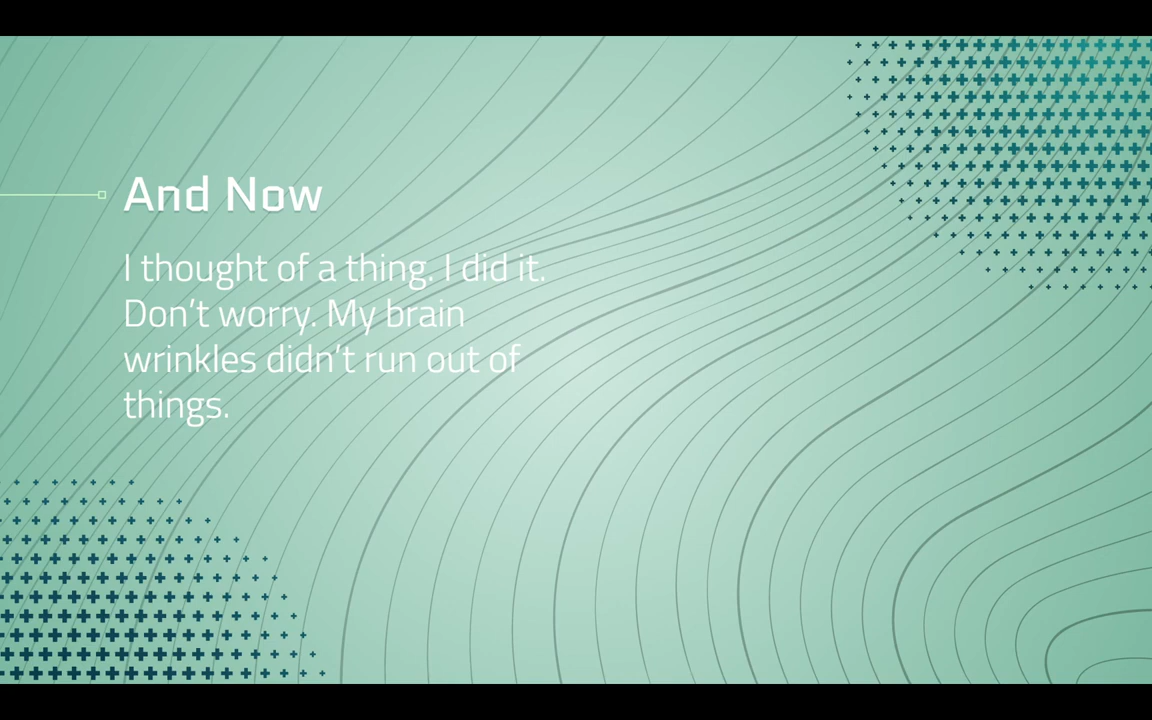 And Now
I thought of a thing. I did it.
Don’t worry. My brain
wrinkles didn’t run out of
things.